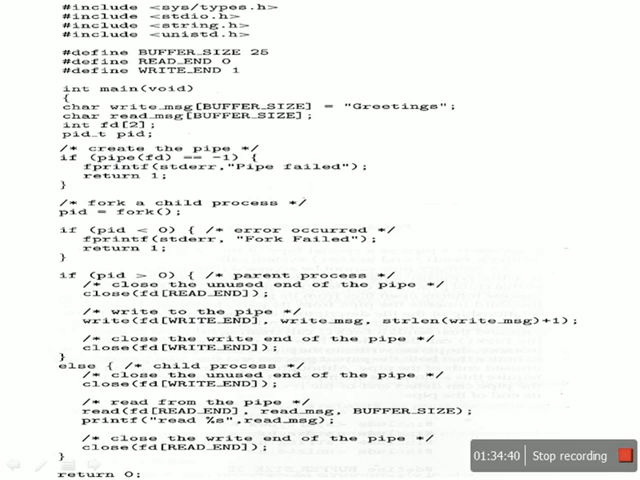 #include <sys/types.h>
#include <stdio.h>
#include <string.h>
#include <unistd.h>
#define BUFFER_SIZE 25
#define READ_END 0
#define WRITE_END 1
int main(void)
{
char write_msg[BUFFER_SIZE] = "Greetings";
char read_msg[BUFFER_SIZE];
int fd[2];
pid_t pid;
/* create the pipe */
if (pipe(fd) == -1) {
fprintf(stderr,"Pipe failed");
return 1;
}
/* fork a child process */
pid = fork();
if (pid < 0) { /* error occurred */
fprintf(stderr, "Fork Failed");
return 1;
}
if (pid > 0) { /* parent process */
/* close the unused end of the pipe */
close(fd[READ_END]);
/* write to the pipe */
write(fd[WRITE_END], write_msg, strlen(write_msg)+1);
/* close the write end of the pipe */
close(fd[WRITE_END]);
}
else { /* child process */
/* close the unused end of the pipe */
close(fd[WRITE_END]);
/* read from the pipe */
read(fd[READ_END], read_msg, BUFFER_SIZE);
printf("read %s",read_msg);
/* close the write end of the pipe */
close(fd[READ_END]);
}
return 0;
01:34:40 Stop recording